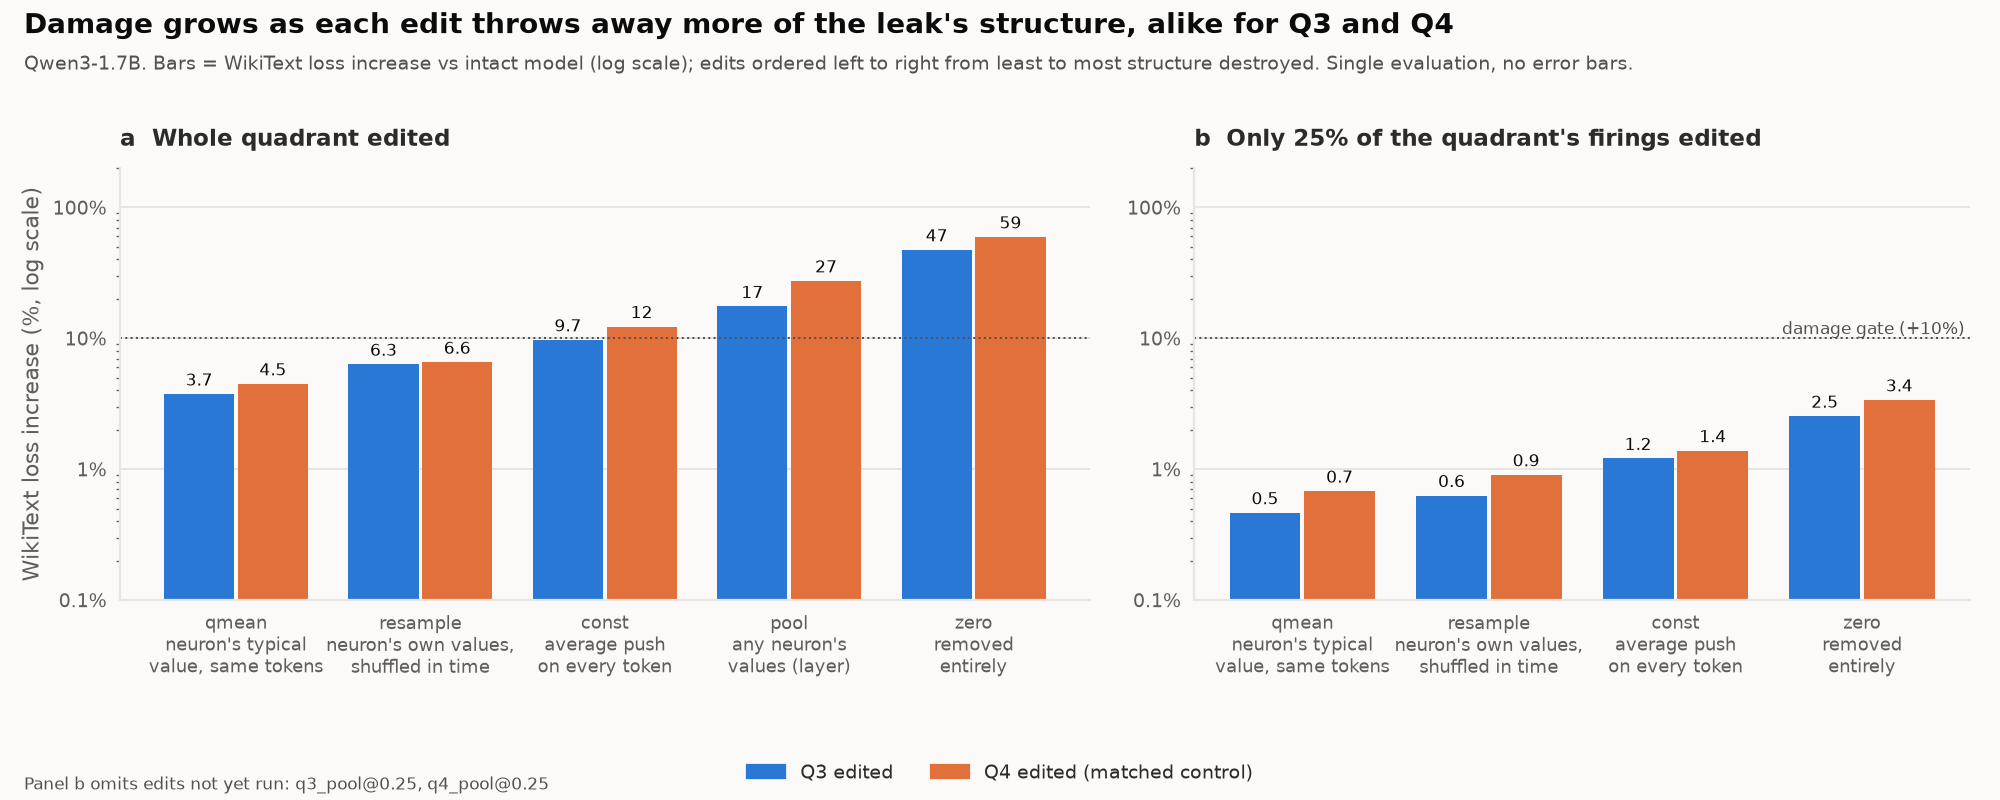 Damage grows as each edit throws away more of the leak's structure, alike for Q3 and Q4
Qwen3-1.7B. Bars = WikiText loss increase vs intact model (log scale); edits ordered left to right from least to most structure destroyed. Single evaluation, no error bars.
a Whole quadrant edited
WikiText loss increase (%, log scale)
100%
10%
1%
0.1%
3.7
4.5
6.3
6.6
9.7
12
17
27
47
59
qmean
neuron's typical
value, same tokens
resample
neuron's own values,
shuffled in time
const
average push
on every token
pool
any neuron's
values (layer)
zero
removed
entirely
b Only 25% of the quadrant's firings edited
100%
10%
1%
0.1%
damage gate (+10%)
0.5
0.7
0.6
0.9
1.2
1.4
2.5
3.4
qmean
neuron's typical
value, same tokens
resample
neuron's own values,
shuffled in time
const
average push
on every token
zero
removed
entirely
Q3 edited
Q4 edited (matched control)
Panel b omits edits not yet run: q3_pool@0.25, q4_pool@0.25